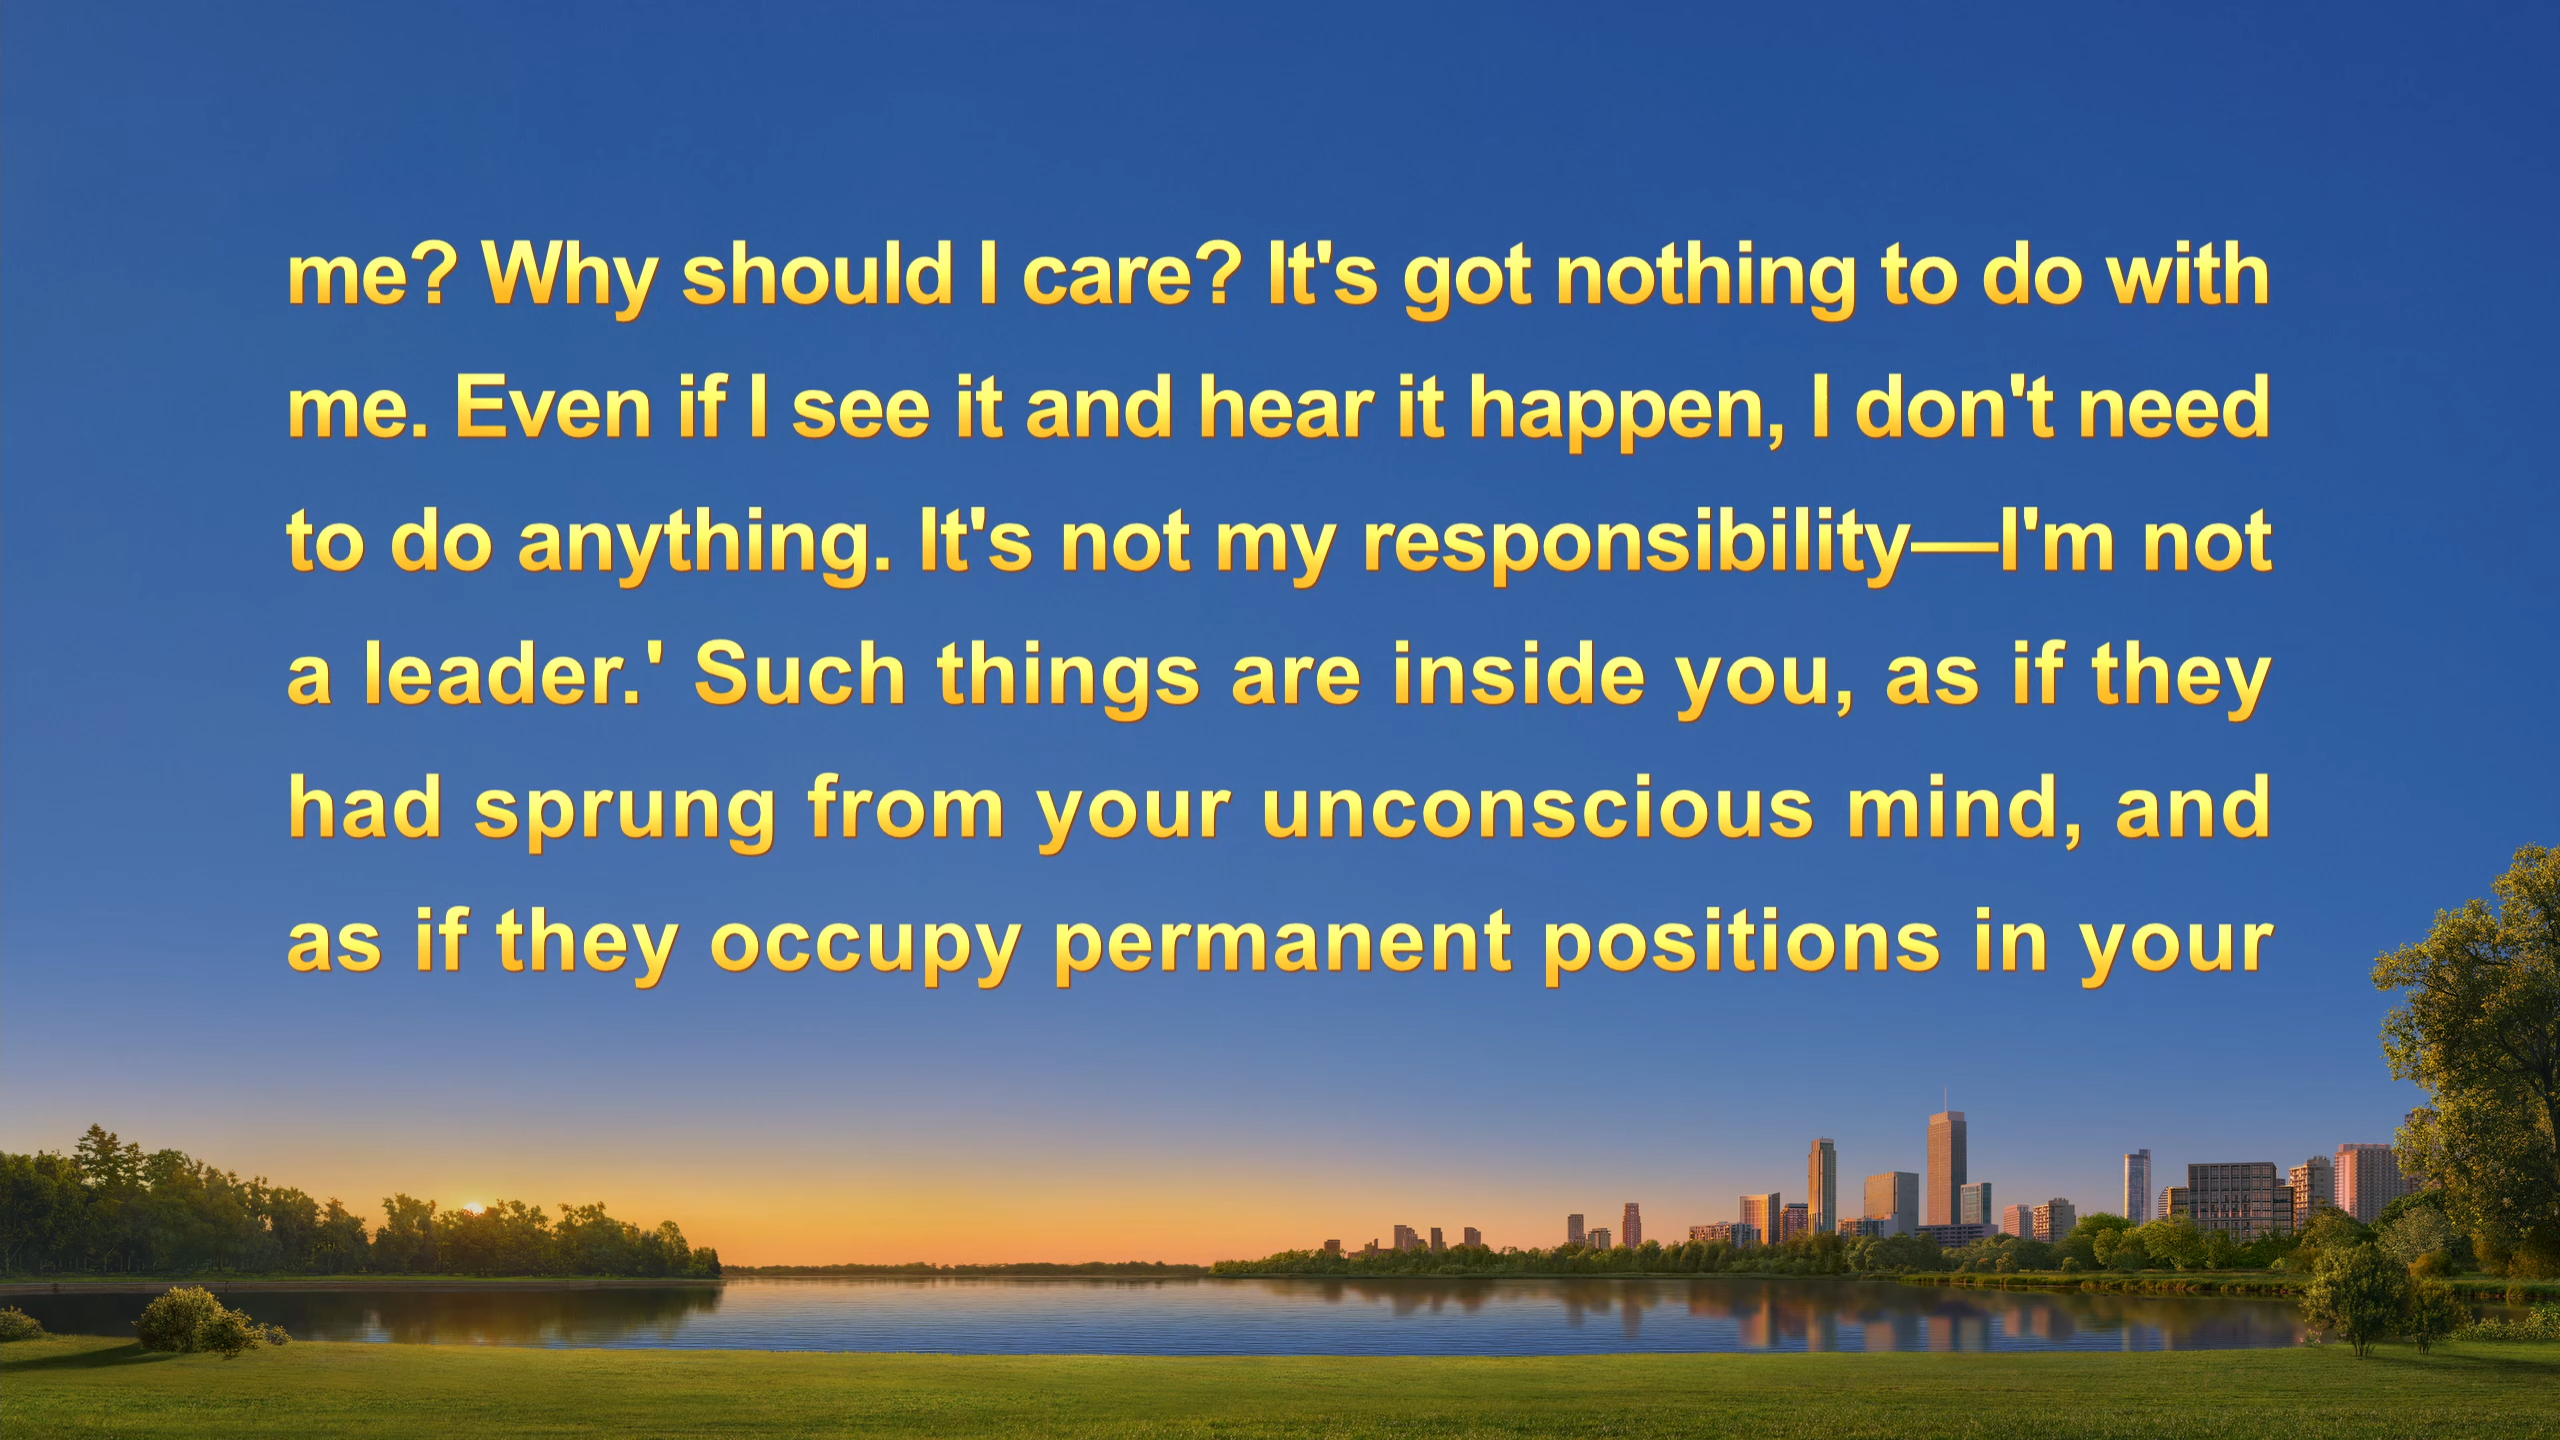 me? Why should I care? It's got nothing to do with
me. Even if I see it and hear it happen, I don't need
to do anything. It's not my responsibility—I'm not
a leader.' Such things are inside you, as if they
had sprung from your unconscious mind, and
as if they occupy permanent positions in your